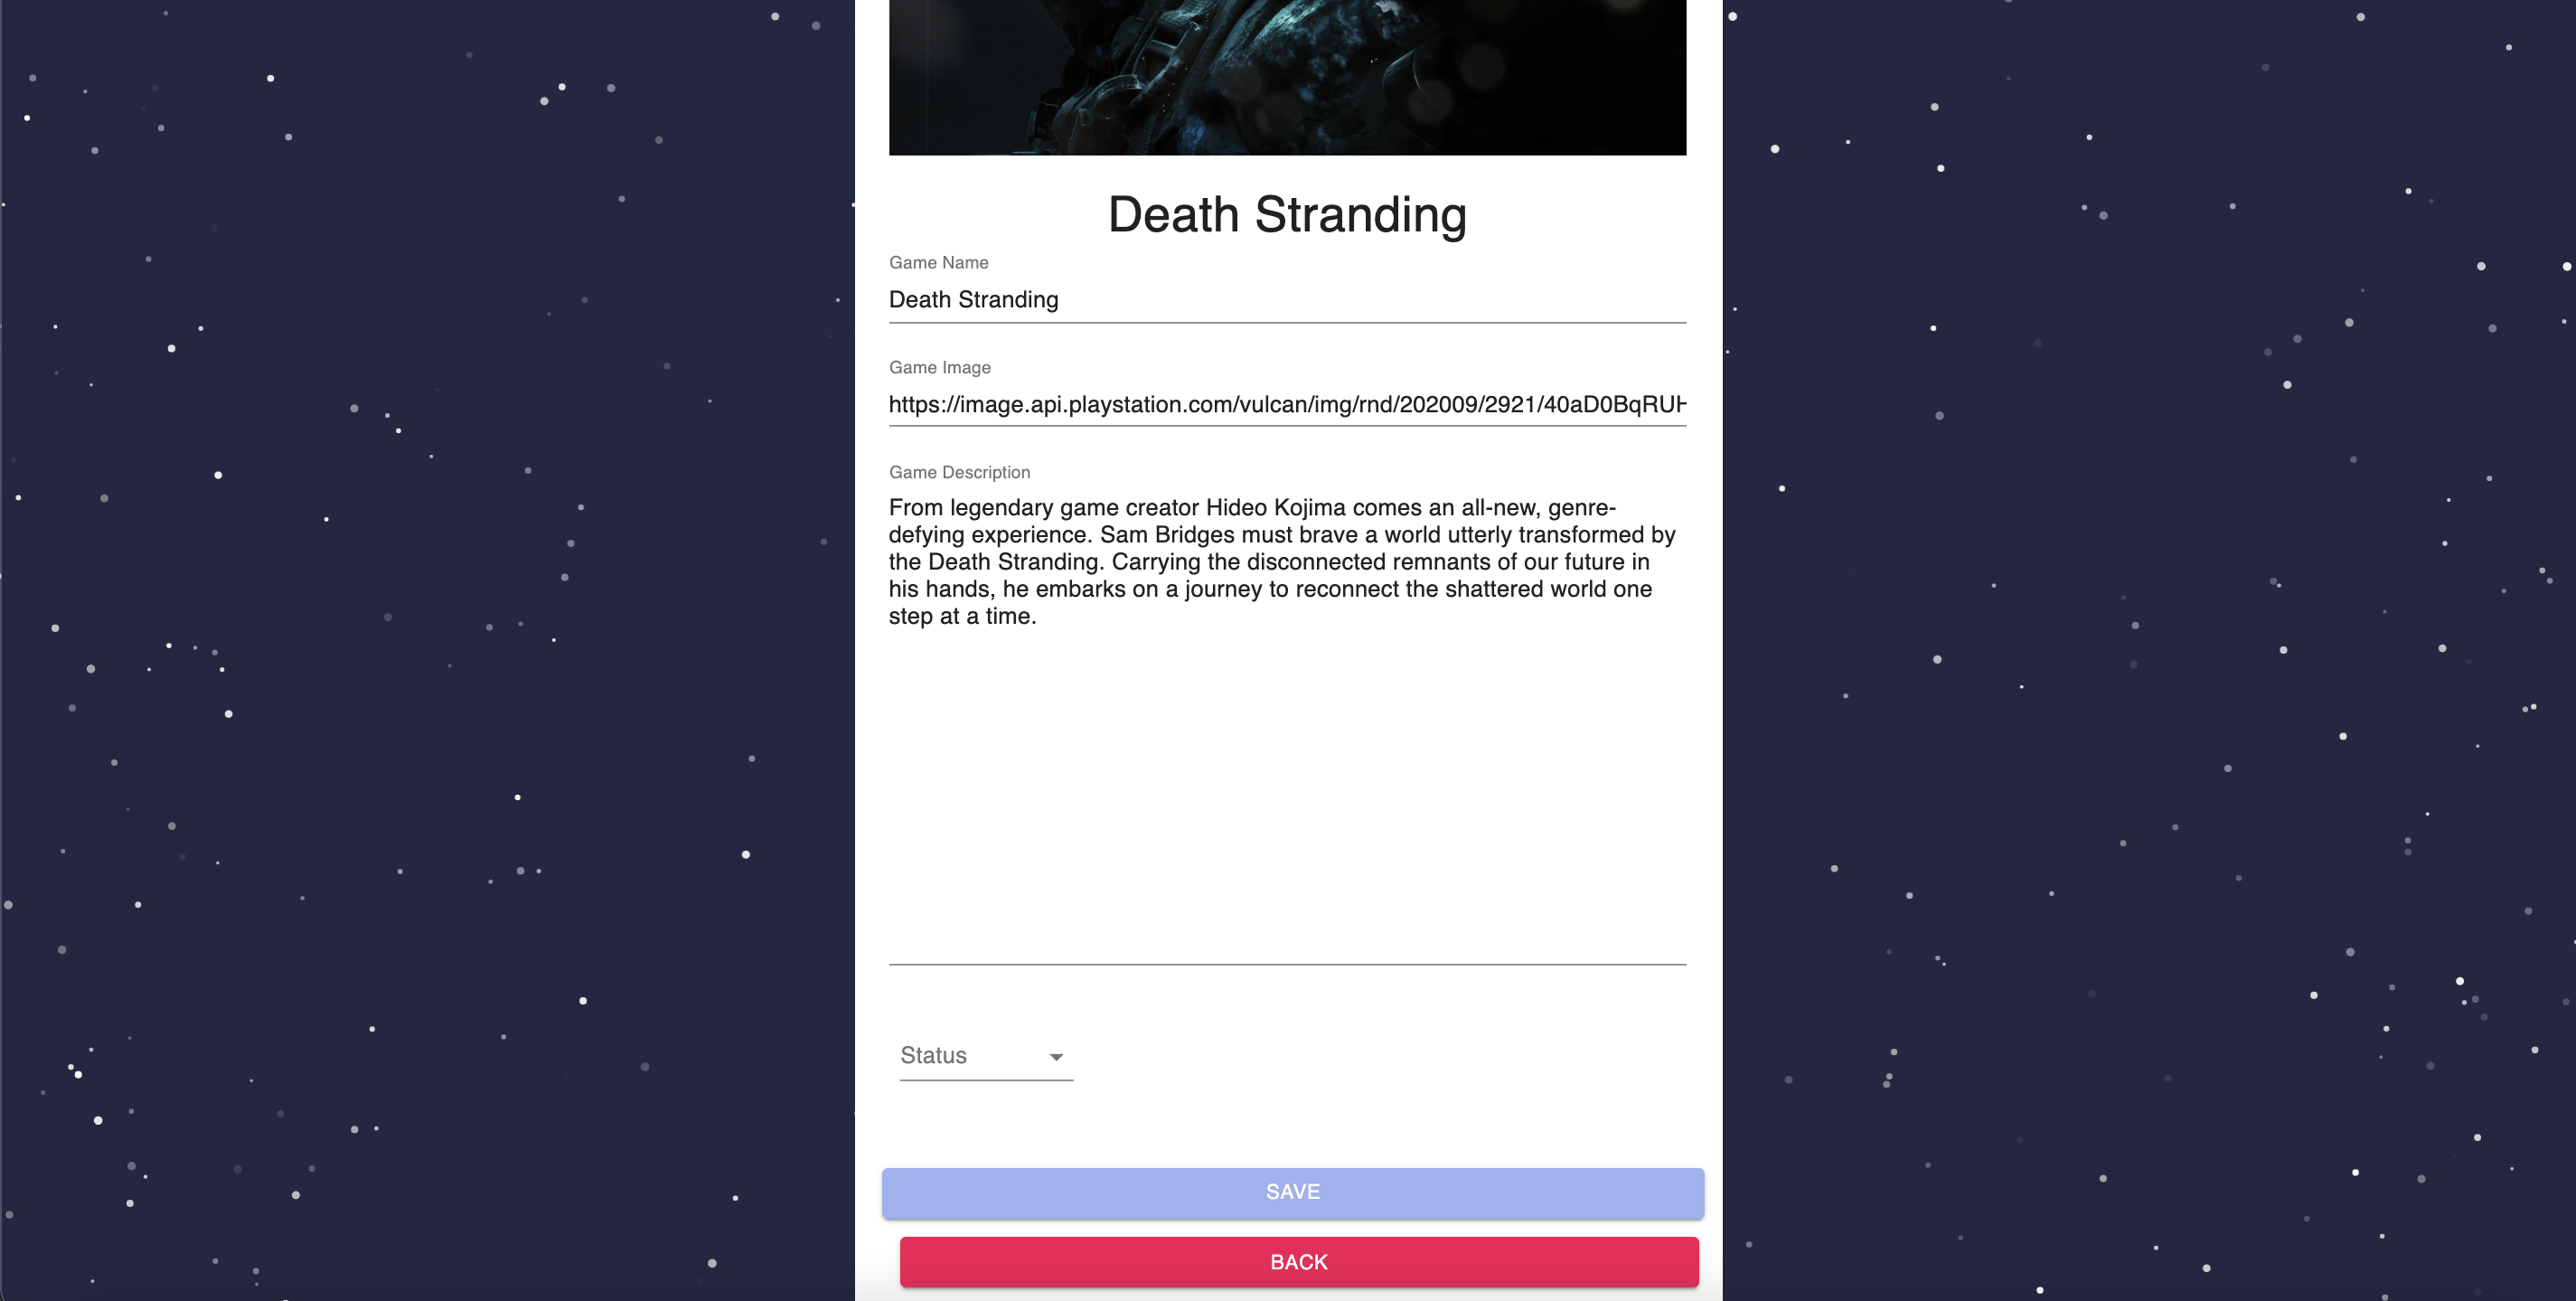 Death Stranding
Game Name
Death Stranding
Game Image
https://image.api.playstation.com/vulcan/img/rnd/202009/2921/40aD0BqRUH
Game Description
From legendary game creator Hideo Kojima comes an all-new, genre-
defying experience. Sam Bridges must brave a world utterly transformed by
the Death Stranding. Carrying the disconnected remnants of our future in
his hands, he embarks on a journey to reconnect the shattered world one
step at a time.
Status
SAVE
BACK